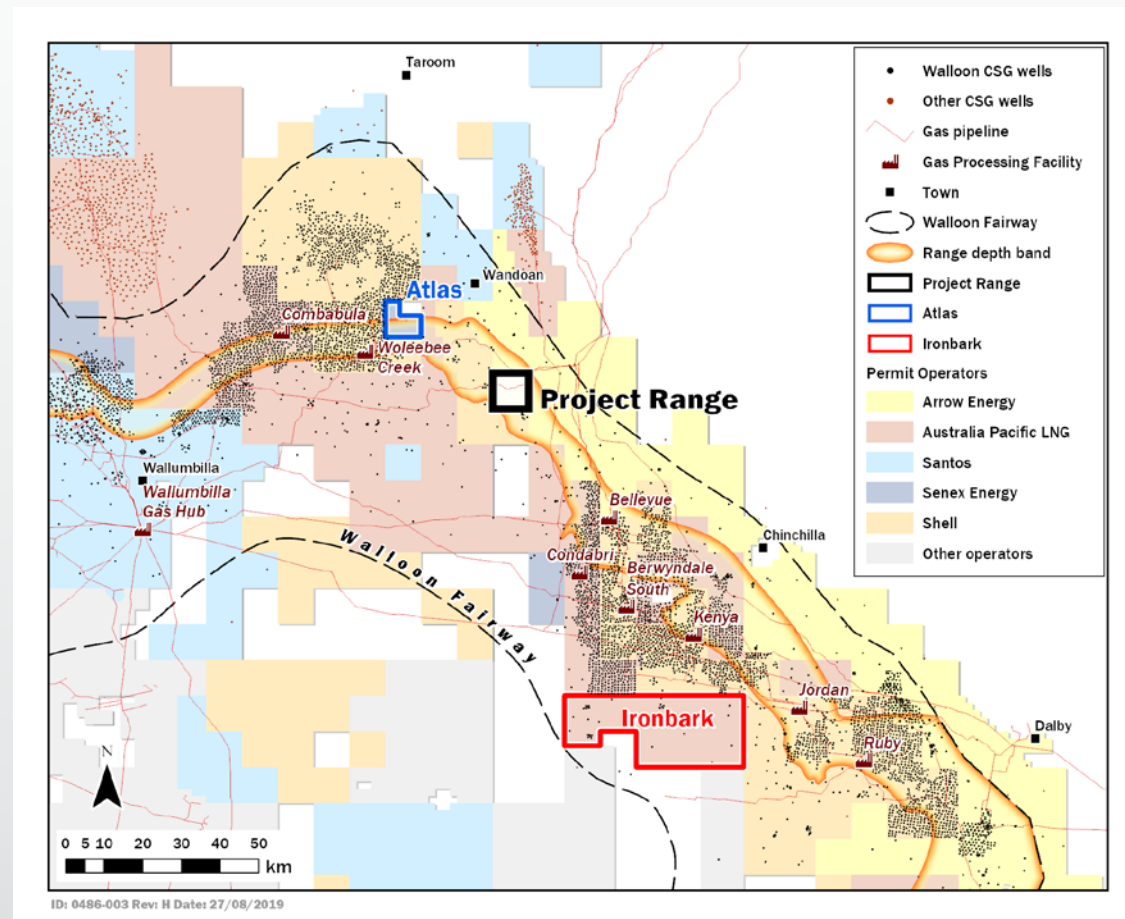 Taroom
Wandoan
Atlas
Combabula
Woleebee
Creek
Project Range
Wallumbilla
Wallumbilla
Gas Hub
Walloon Fairway
Bellevue
Condabri
Berwyndale
South
Kenya
Chinchilla
Ironbark
Jordan
Ruby
Dalby
N
0 5 10 20 30 40 50
km
Walloon CSG wells
Other CSG wells
Gas pipeline
Gas Processing Facility
Town
Walloon Fairway
Range depth band
Project Range
Atlas
Ironbark
Permit Operators
Arrow Energy
Australia Pacific LNG
Santos
Senex Energy
Shell
Other operators
ID: 0486-003 Rev: H Date: 27/08/2019